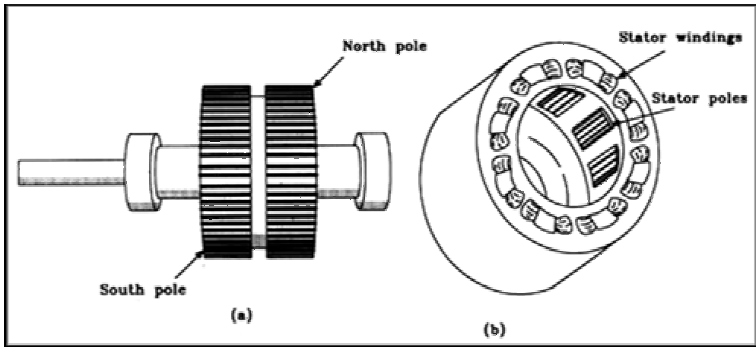 North pole
South pole
(a)
Stator windings
Stator poles
(b)